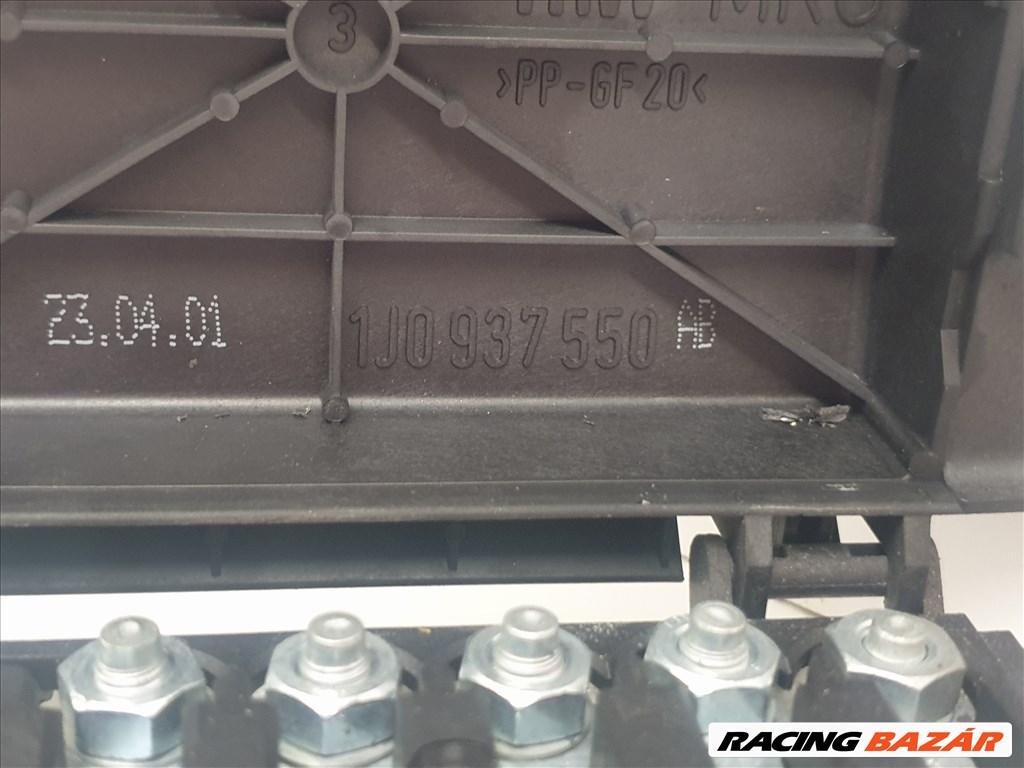 3
>PP-GF20<
23.04.01
1J0 937 550 AB
RACING BAZÁR